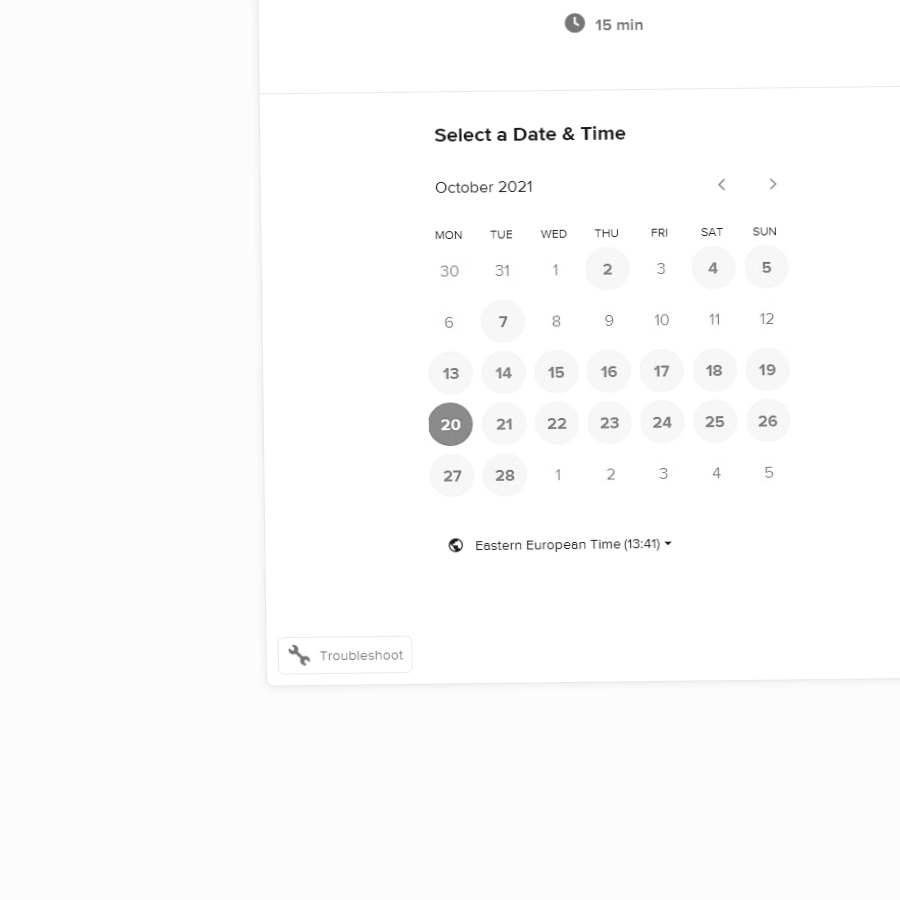 15 min
Select a Date & Time
October 2021
MON TUE WED THU FRI SAT SUN
30 31 1 2 3 4 5
6 7 8 9 10 11 12
13 14 15 16 17 18 19
20 21 22 23 24 25 26
27 28 1 2 3 4 5
Eastern European Time (13:41)
Troubleshoot